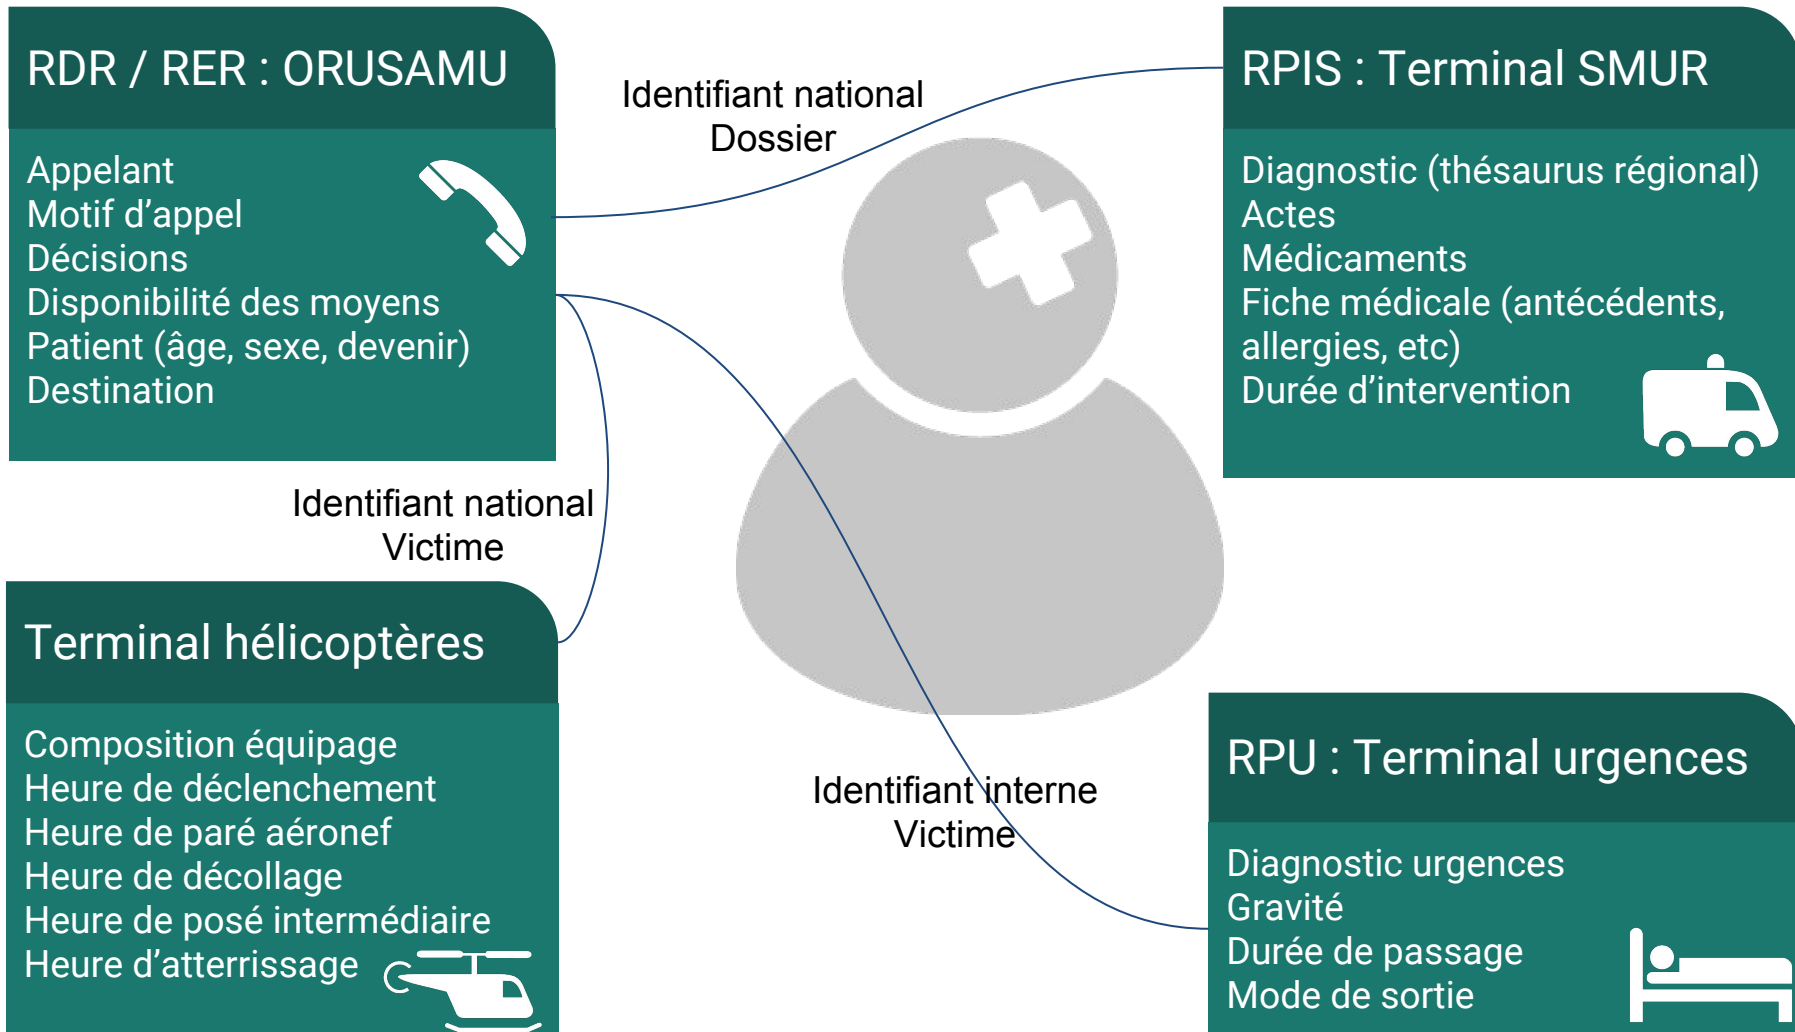 RDR / RER : ORUSAMU
Appelant
Motif d’appel
Décisions
Disponibilité des moyens
Patient (âge, sexe, devenir)
Destination
Identifiant national
Dossier
RPIS : Terminal SMUR
Diagnostic (thésaurus régional)
Actes
Médicaments
Fiche médicale (antécédents,
allergies, etc)
Durée d’intervention
Identifiant national
Victime
Terminal hélicoptères
Composition équipage
Heure de déclenchement
Heure de paré aéronef
Heure de décollage
Heure de posé intermédiaire
Heure d’atterrissage
Identifiant interne
Victime
RPU : Terminal urgences
Diagnostic urgences
Gravité
Durée de passage
Mode de sortie